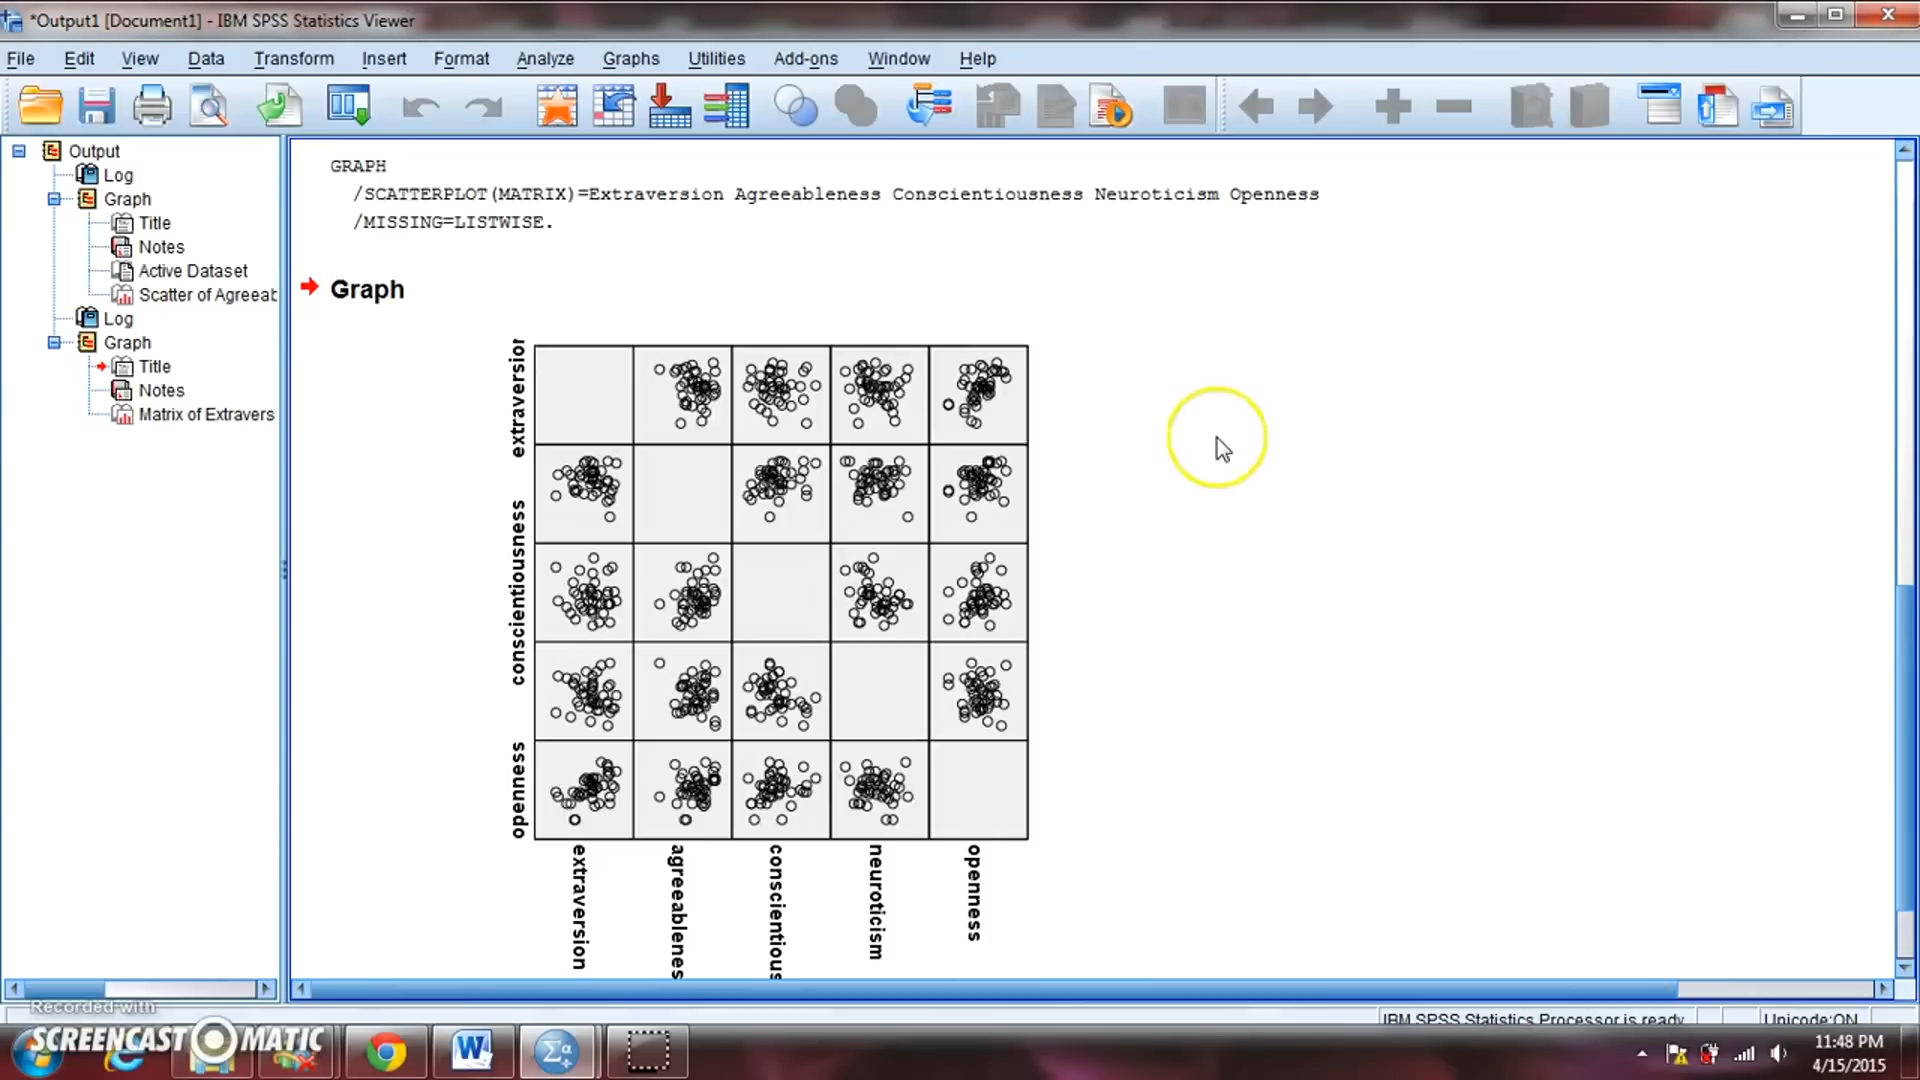 *Output1 [Document1] - IBM SPSS Statistics Viewer
File Edit View Data Transform Insert Format Analyze Graphs Utilities Add-ons Window Help
Output
Log
Graph
Title
Notes
Active Dataset
Scatter of Agreeab
Log
Graph
Title
Notes
Matrix of Extravers
GRAPH
/SCATTERPLOT(MATRIX)=Extraversion Agreeableness Conscientiousness Neuroticism Openness
/MISSING=LISTWISE.
Graph
extraversion
conscientiousness
openness
extraversion
agreeablenes
conscientious
neuroticism
openness
IBM SPSS Statistics Processor is ready
Unicode:ON
Recorded with
SCREENCAST MATIC
11:48 PM
4/15/2015